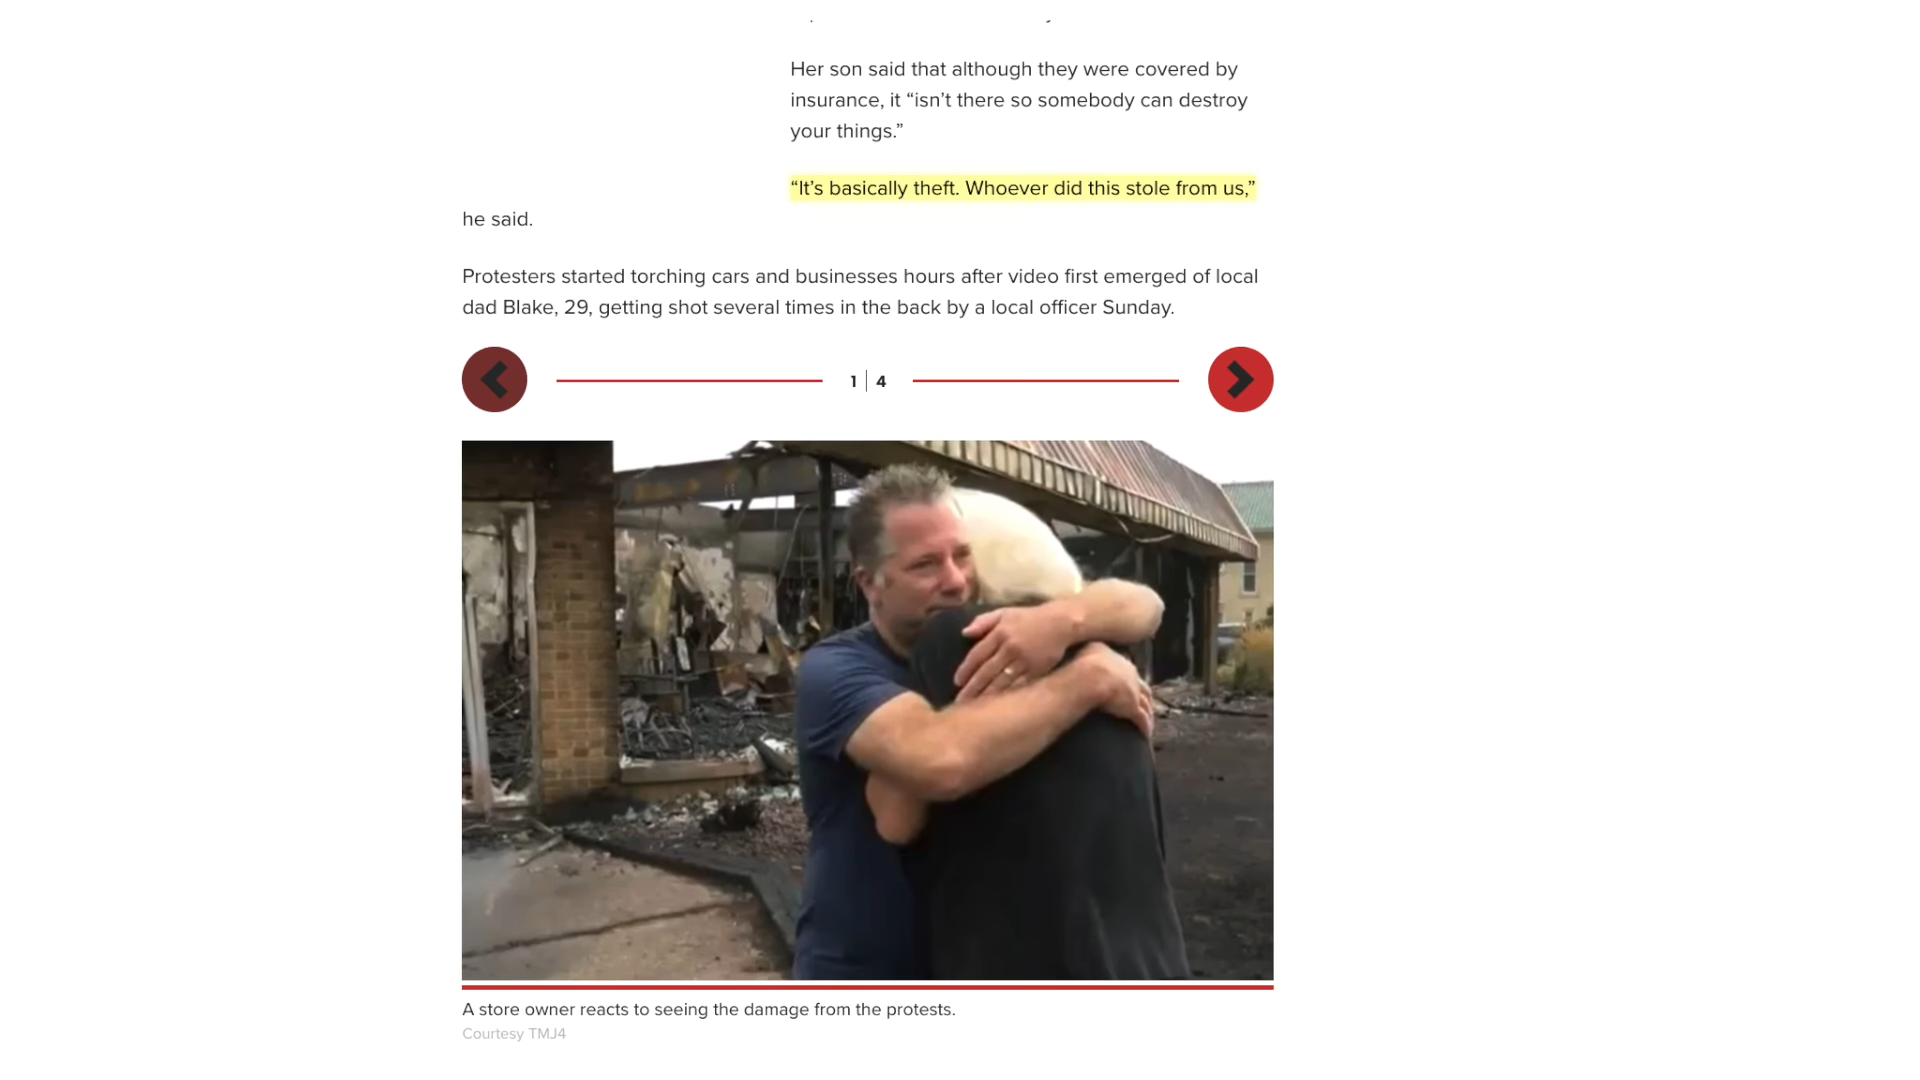 Her son said that although they were covered by
insurance, it “isn’t there so somebody can destroy
your things.”
“It’s basically theft. Whoever did this stole from us,”
he said.
Protesters started torching cars and businesses hours after video first emerged of local
dad Blake, 29, getting shot several times in the back by a local officer Sunday.
1 | 4
A store owner reacts to seeing the damage from the protests.
Courtesy TMJ4